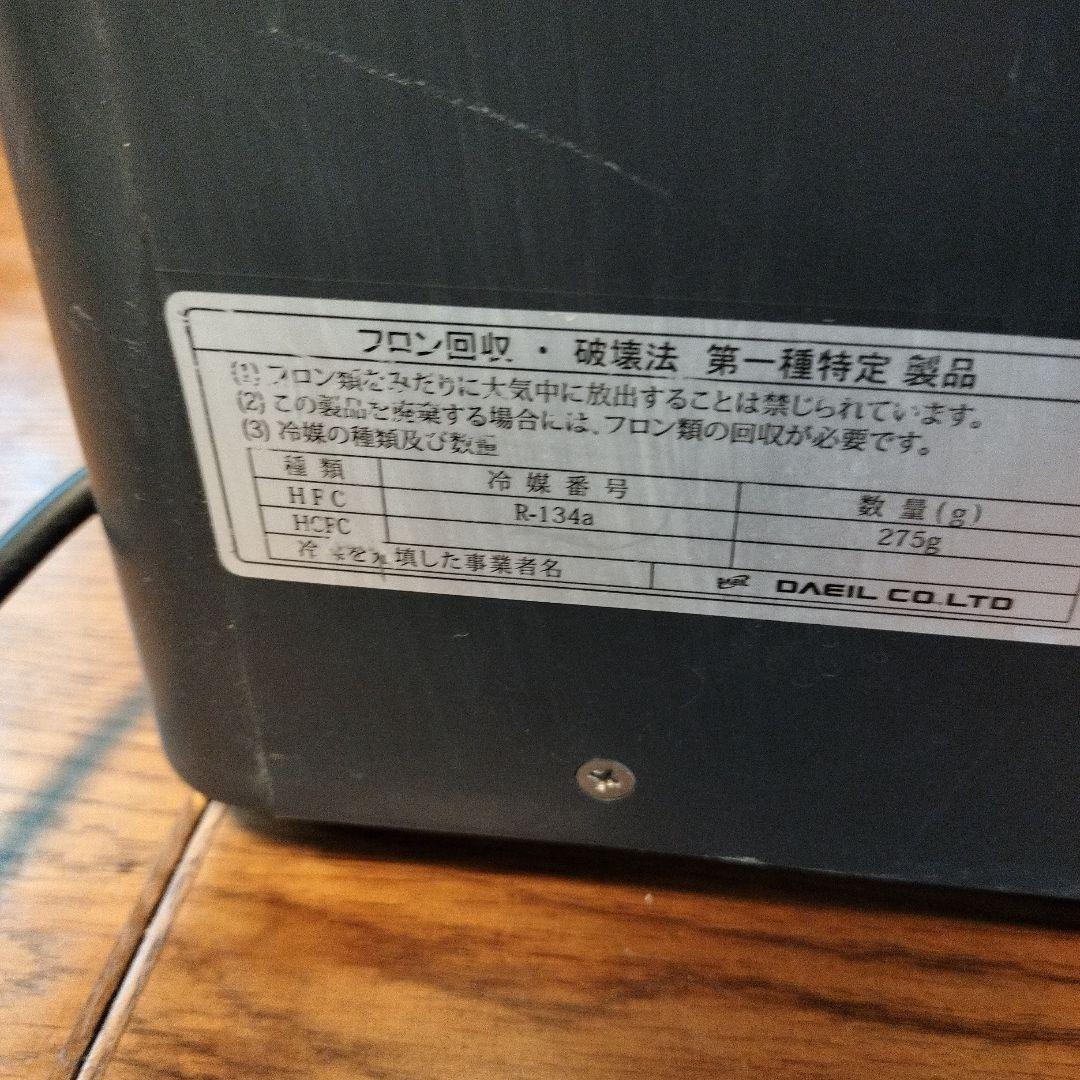 フロン回収・破壊法 第一種特定 製品
(1) フロン類をみだりに大気中に放出することは禁じられています。
(2) この製品を廃棄する場合には、フロン類の回収が必要です。
(3) 冷媒の種類及び数量
種類 冷媒番号 数量(g)
HFC R-134a 275g
HCFC
冷媒を充填した事業者名 DAEIL CO.LTD